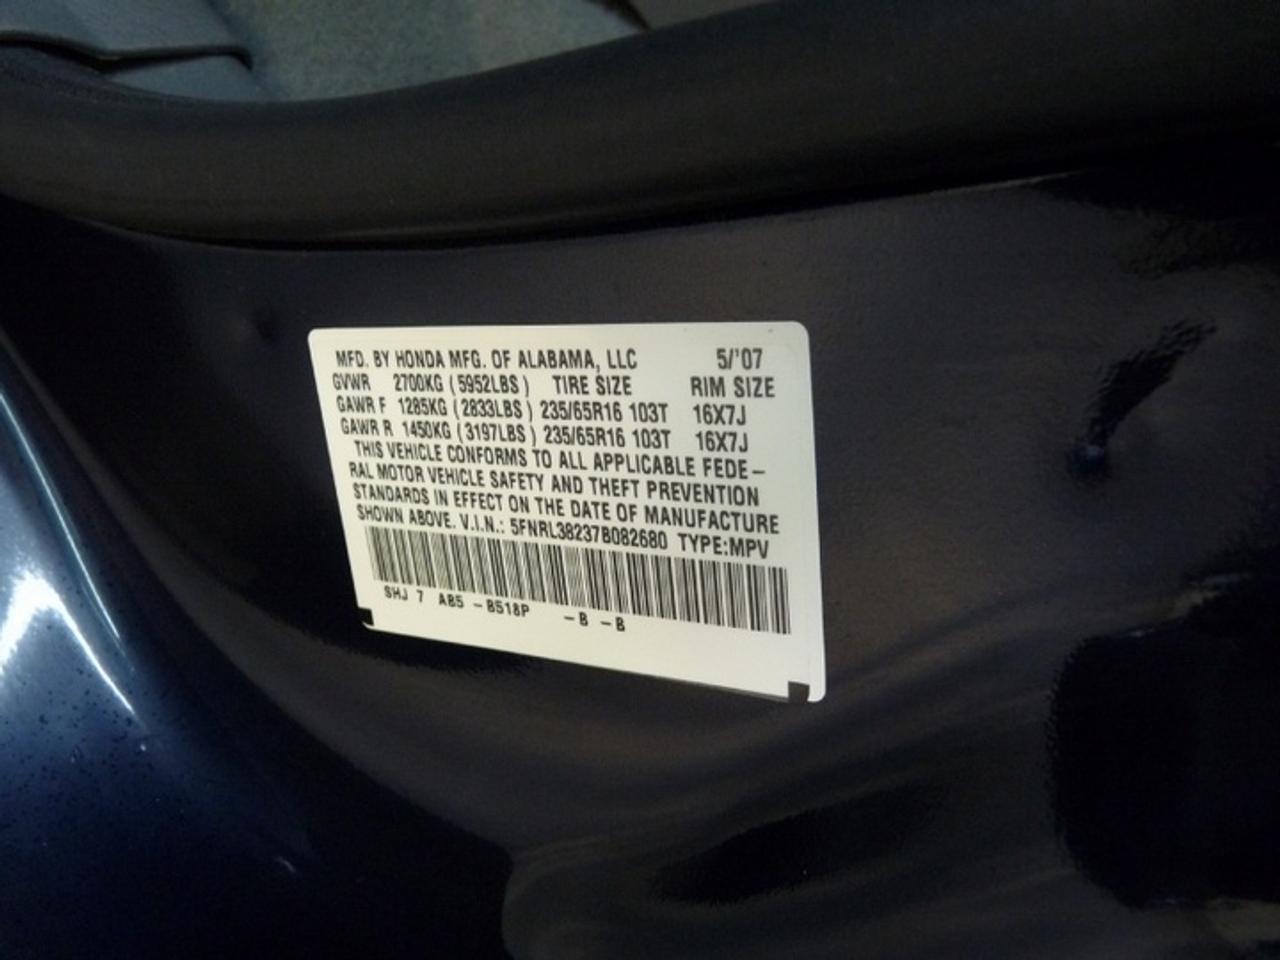 MFD. BY HONDA MFG. OF ALABAMA, LLC 5/'07
GVWR 2700KG (5952LBS) TIRE SIZE RIM SIZE
GAWR F 1285KG (2833LBS) 235/65R16 103T 16X7J
GAWR R 1450KG (3197LBS) 235/65R16 103T 16X7J
THIS VEHICLE CONFORMS TO ALL APPLICABLE FEDE-
RAL MOTOR VEHICLE SAFETY AND THEFT PREVENTION
STANDARDS IN EFFECT ON THE DATE OF MANUFACTURE
SHOWN ABOVE. V.I.N.: 5FNRL38237B082680 TYPE:MPV
SHJ 7 AB5 -B518P -B -B